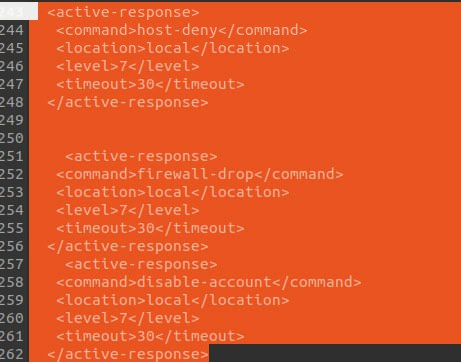 243 <active-response>
244 <command>host-deny</command>
245 <location>local</location>
246 <level>7</level>
247 <timeout>30</timeout>
248 </active-response>
249
250
251 <active-response>
252 <command>firewall-drop</command>
253 <location>local</location>
254 <level>7</level>
255 <timeout>30</timeout>
256 </active-response>
257 <active-response>
258 <command>disable-account</command>
259 <location>local</location>
260 <level>7</level>
261 <timeout>30</timeout>
262 </active-response>